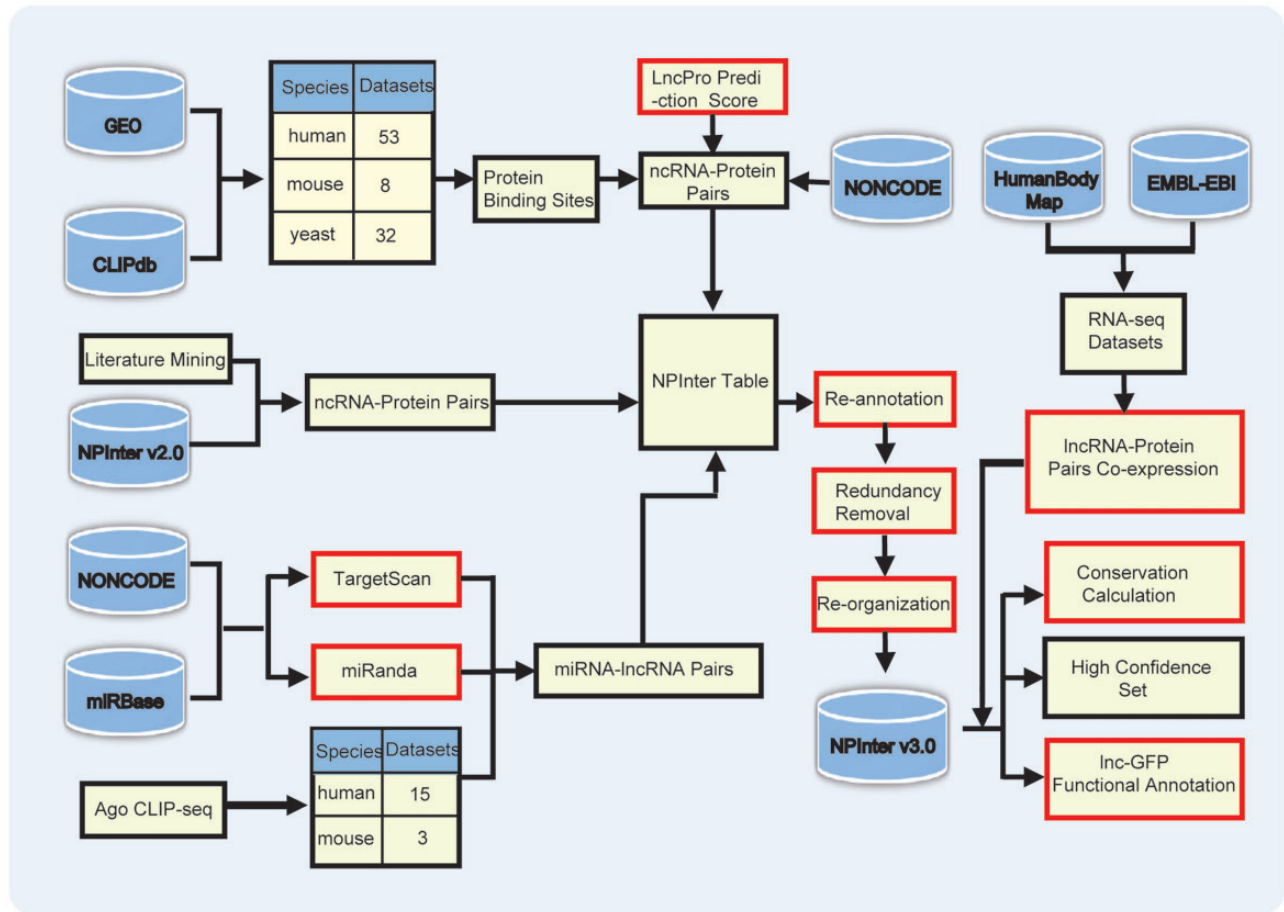 GEO
CLIPdb
Species Datasets
human 53
mouse 8
yeast 32
Protein
Binding Sites
LncPro Predi
-ction Score
ncRNA-Protein
Pairs
NONCODE
HumanBody
Map
EMBL-EBI
RNA-seq
Datasets
lncRNA-Protein
Pairs Co-expression
Literature Mining
NPInter v2.0
ncRNA-Protein Pairs
NPInter Table
Re-annotation
Redundancy
Removal
Re-organization
NPInter v3.0
Conservation
Calculation
High Confidence
Set
lnc-GFP
Functional Annotation
NONCODE
miRBase
TargetScan
miRanda
miRNA-lncRNA Pairs
Ago CLIP-seq
Species Datasets
human 15
mouse 3